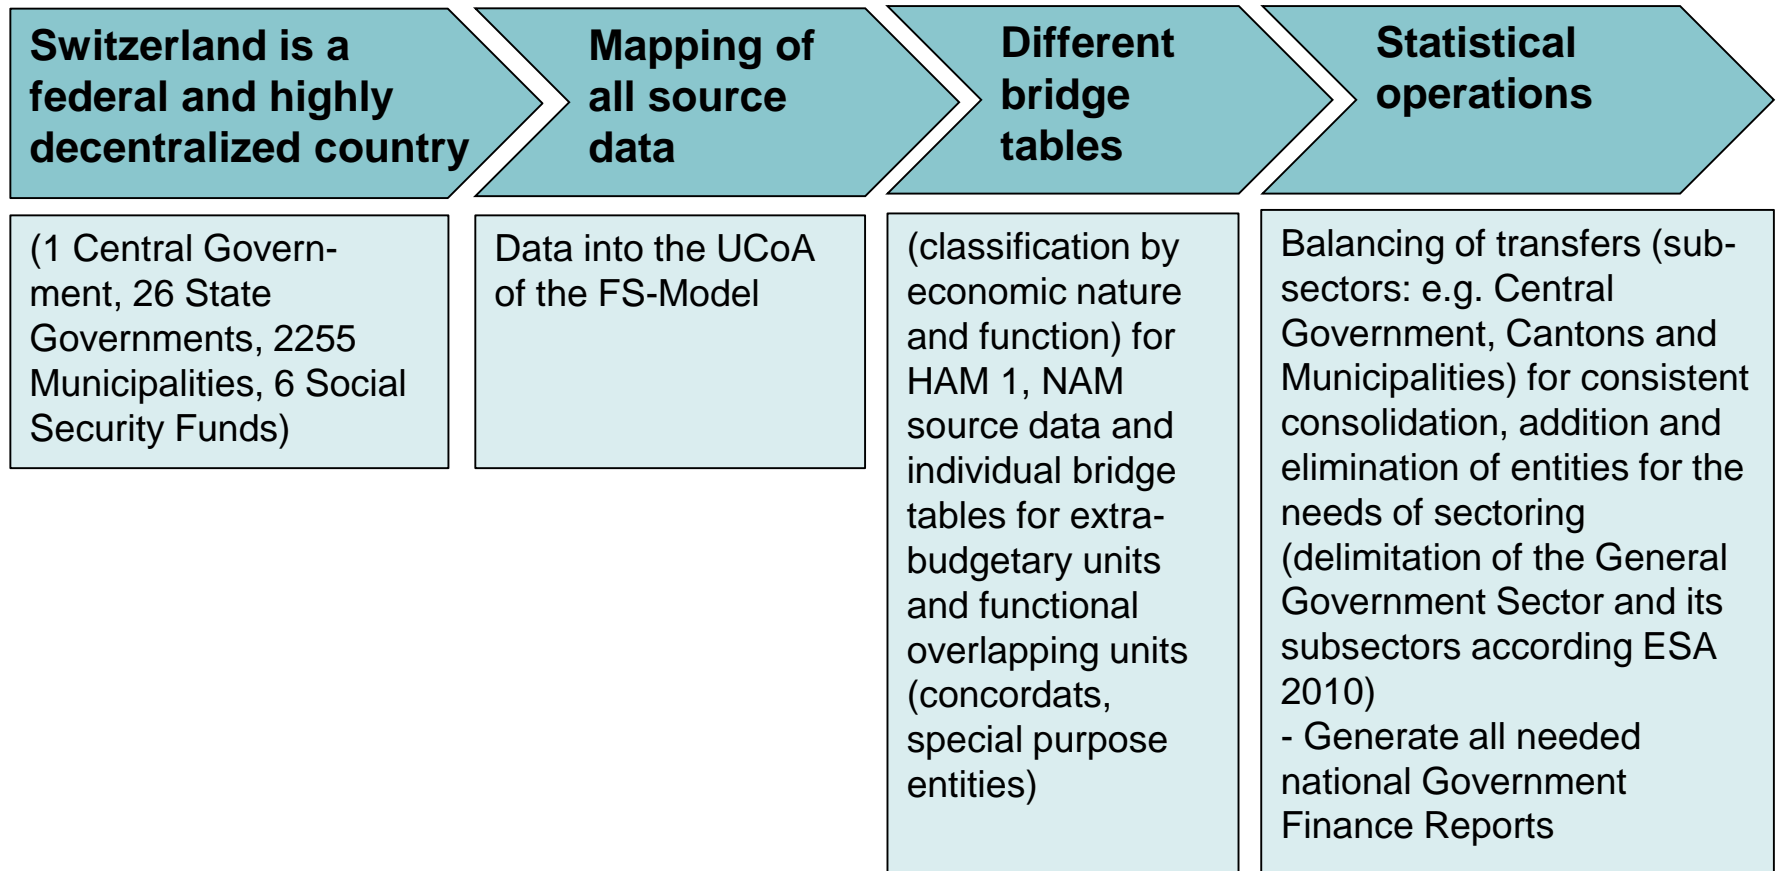 Switzerland is a
federal and highly
decentralized country
(1 Central Govern-
ment, 26 State
Governments, 2255
Municipalities, 6 Social
Security Funds)
Mapping of
all source
data
Data into the UCoA
of the FS-Model
Different
bridge
tables
(classification by
economic nature
and function) for
HAM 1, NAM
source data and
individual bridge
tables for extra-
budgetary units
and functional
overlapping units
(concordats,
special purpose
entities)
Statistical
operations
Balancing of transfers (sub-
sectors: e.g. Central
Government, Cantons and
Municipalities) for consistent
consolidation, addition and
elimination of entities for the
needs of sectoring
(delimitation of the General
Government Sector and its
subsectors according ESA
2010)
- Generate all needed
national Government
Finance Reports